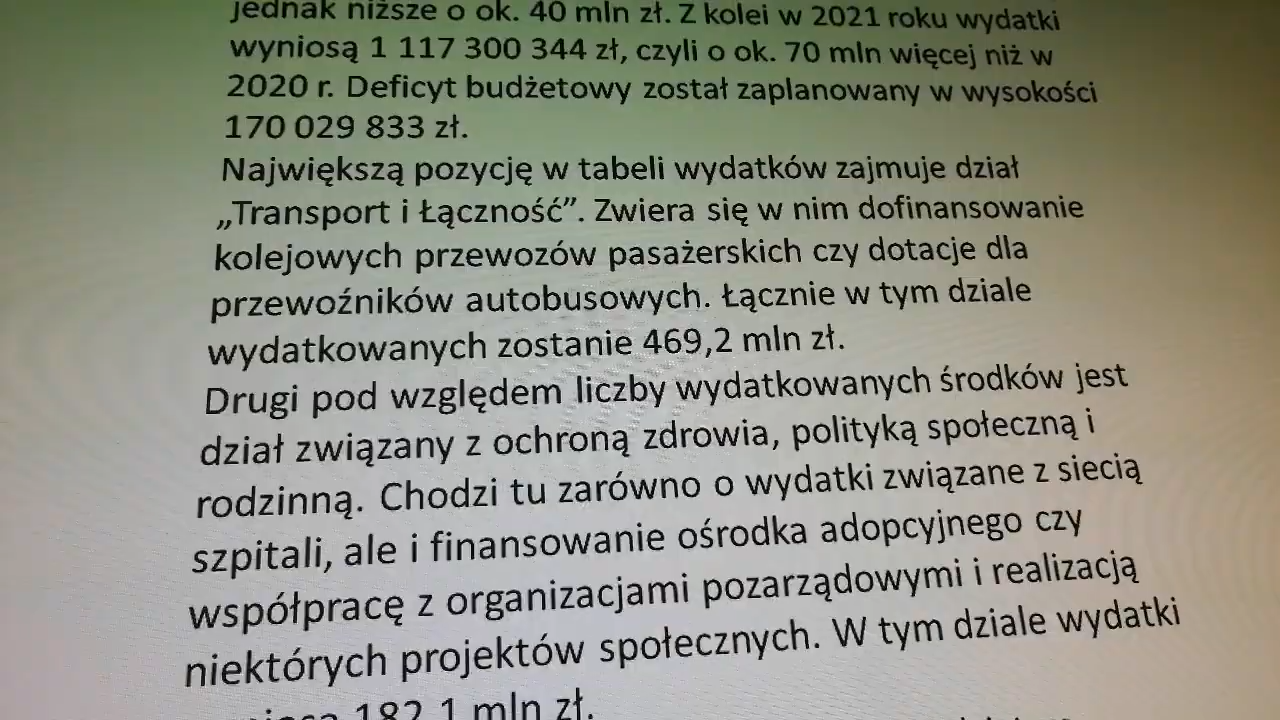 jednak niższe o ok. 40 mln zł. Z kolei w 2021 roku wydatki
wyniosą 1 117 300 344 zł, czyli o ok. 70 mln więcej niż w
2020 r. Deficyt budżetowy został zaplanowany w wysokości
170 029 833 zł.
Największą pozycję w tabeli wydatków zajmuje dział
„Transport i Łączność”. Zwiera się w nim dofinansowanie
kolejowych przewozów pasażerskich czy dotacje dla
przewoźników autobusowych. Łącznie w tym dziale
wydatkowanych zostanie 469,2 mln zł.
Drugi pod względem liczby wydatkowanych środków jest
dział związany z ochroną zdrowia, polityką społeczną i
rodzinną. Chodzi tu zarówno o wydatki związane z siecią
szpitali, ale i finansowanie ośrodka adopcyjnego czy
współpracę z organizacjami pozarządowymi i realizacją
niektórych projektów społecznych. W tym dziale wydatki
182,1 mln zł.